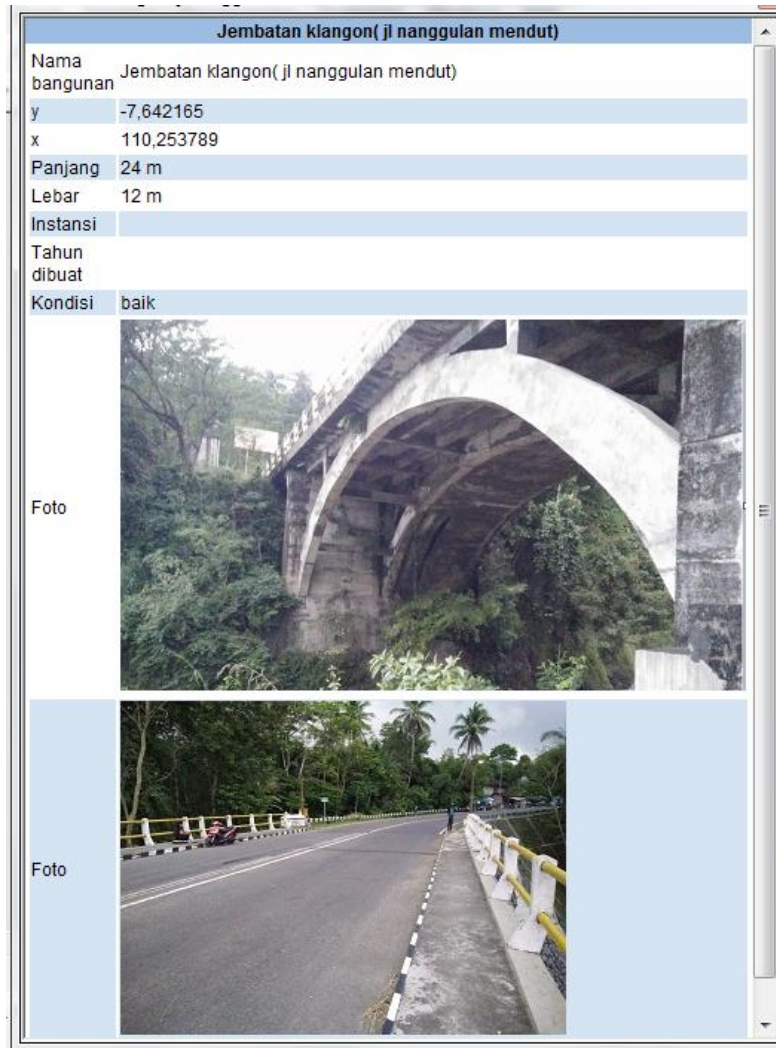 Jembatan klangon( jl nanggulan mendut)
Nama
bangunan Jembatan klangon( jl nanggulan mendut)
y -7,642165
x 110,253789
Panjang 24 m
Lebar 12 m
Instansi
Tahun
dibuat
Kondisi baik
Foto
Foto